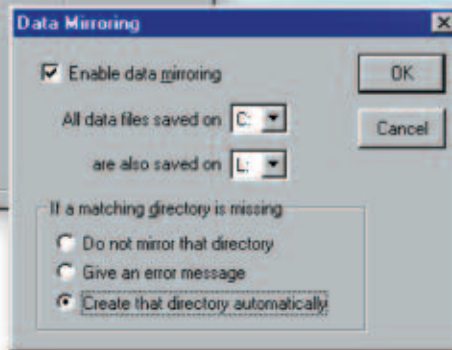 Data Mirroring
Enable data mirroring
OK
All data files saved on C:
Cancel
are also saved on L:
If a matching directory is missing
Do not mirror that directory
Give an error message
Create that directory automatically